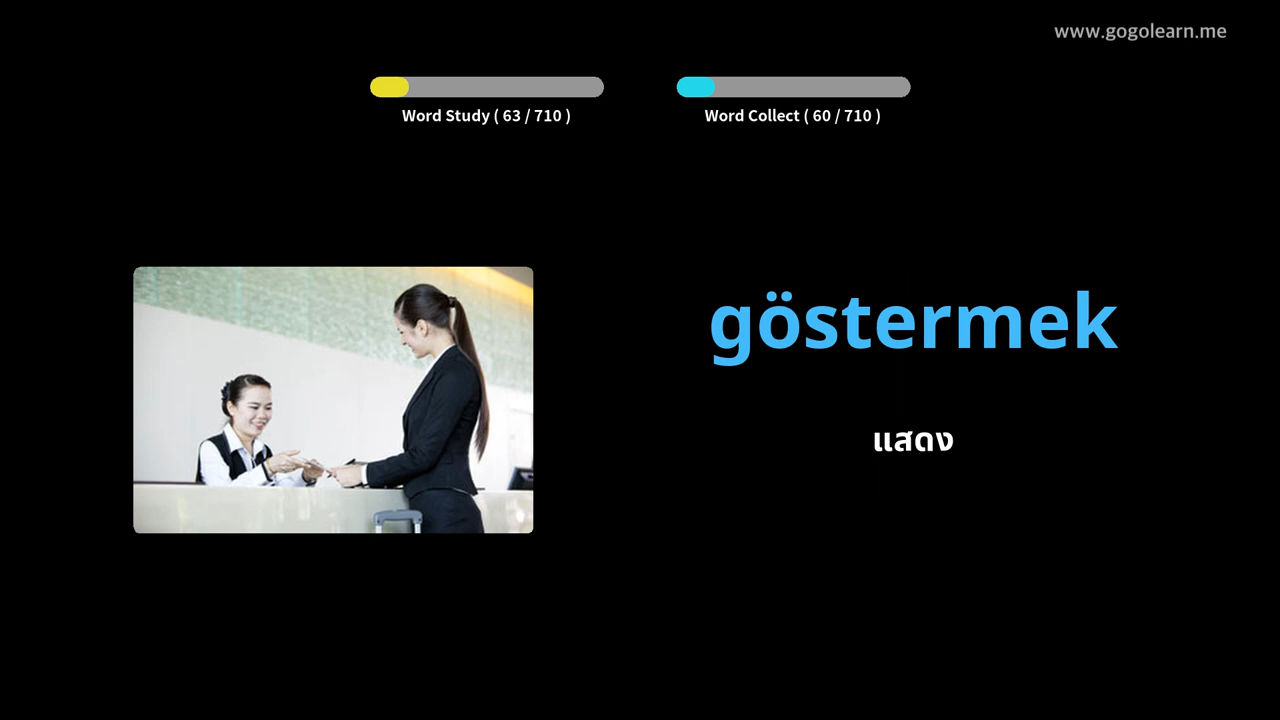 www.gogolearn.me
Word Study ( 63 / 710 )
Word Collect ( 60 / 710 )
göstermek
แสดง